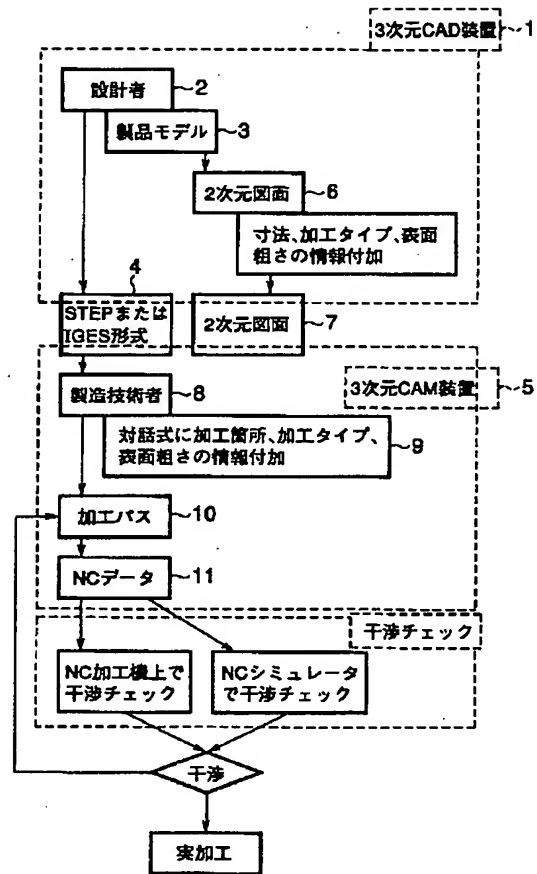 3次元CAD装置 1
設計者 2
製品モデル 3
2次元図面 6
寸法、加工タイプ、表面
粗さの情報付加
4
STEPまたは
IGES形式
2次元図面 7
3次元CAM装置 5
製造技術者 8
対話式に加工箇所、加工タイプ、
表面粗さの情報付加
9
加工パス 10
NCデータ 11
干渉チェック
NC加工機上で
干渉チェック
NCシミュレータ
で干渉チェック
干渉
実加工